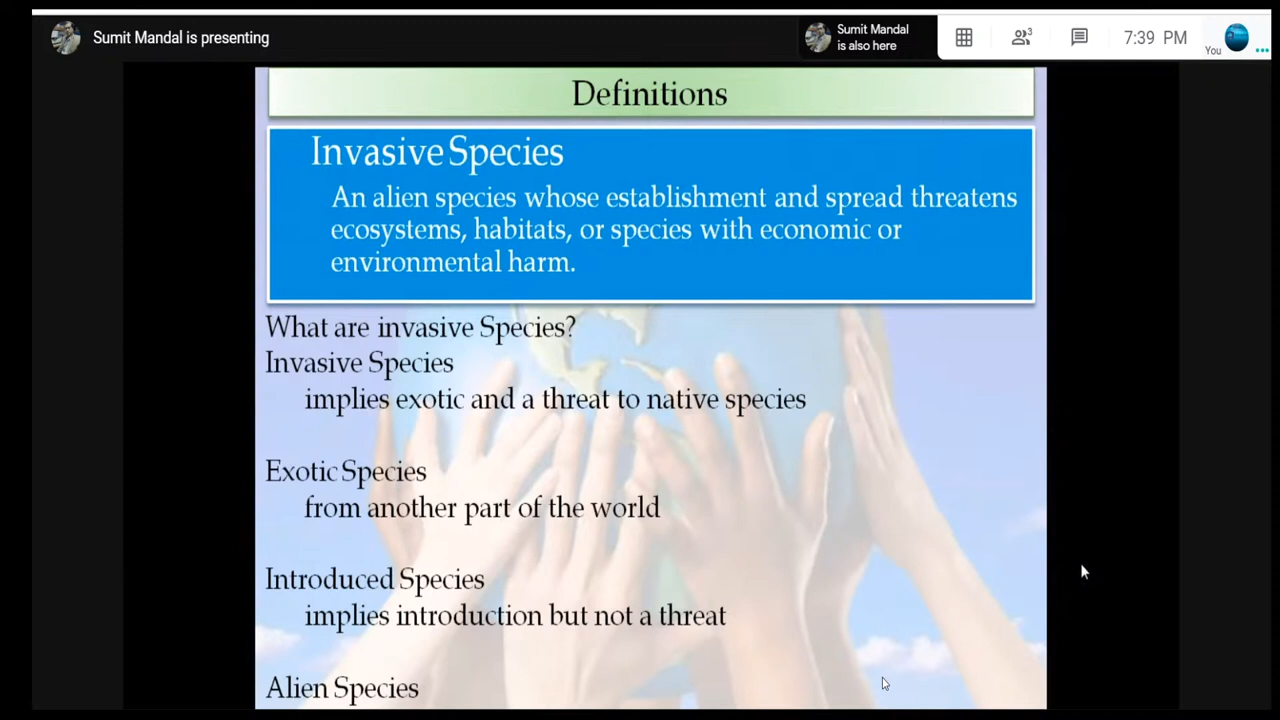 Sumit Mandal is presenting
Sumit Mandal
is also here
3
7:39 PM
You
Definitions
Invasive Species
An alien species whose establishment and spread threatens
ecosystems, habitats, or species with economic or
environmental harm.
What are invasive Species?
Invasive Species
implies exotic and a threat to native species
Exotic Species
from another part of the world
Introduced Species
implies introduction but not a threat
Alien Species